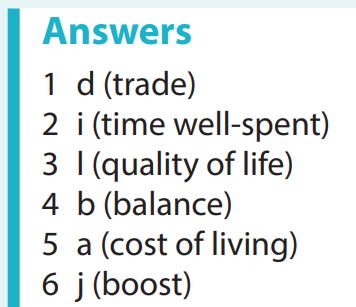 Answers
1 d (trade)
2 i (time well-spent)
3 l (quality of life)
4 b (balance)
5 a (cost of living)
6 j (boost)